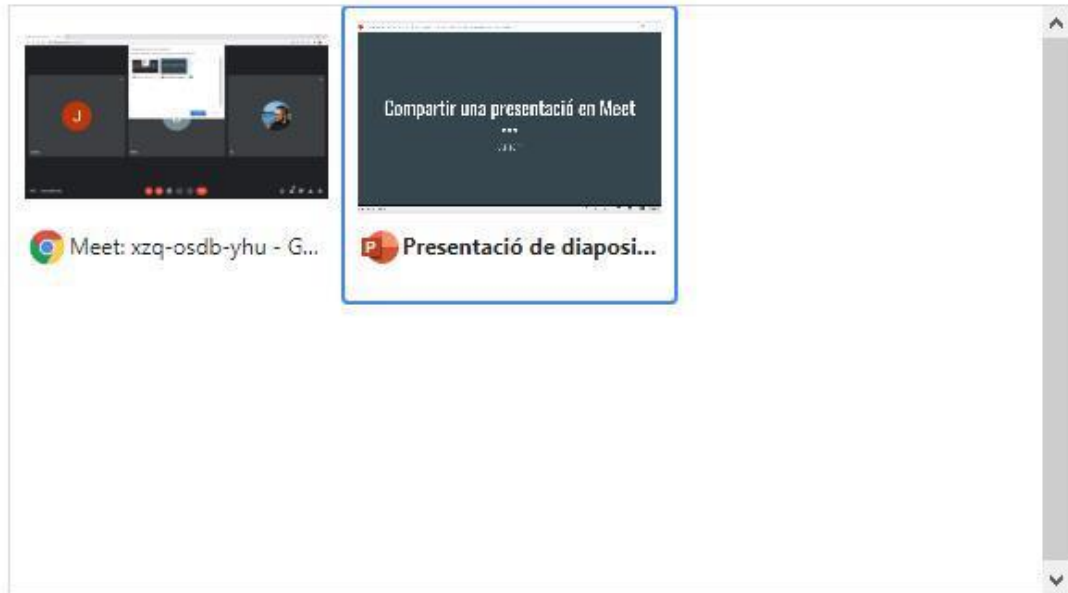 J
Compartir una presentació en Meet
Meet: xzq-osdb-yhu - G...
Presentació de diaposi...